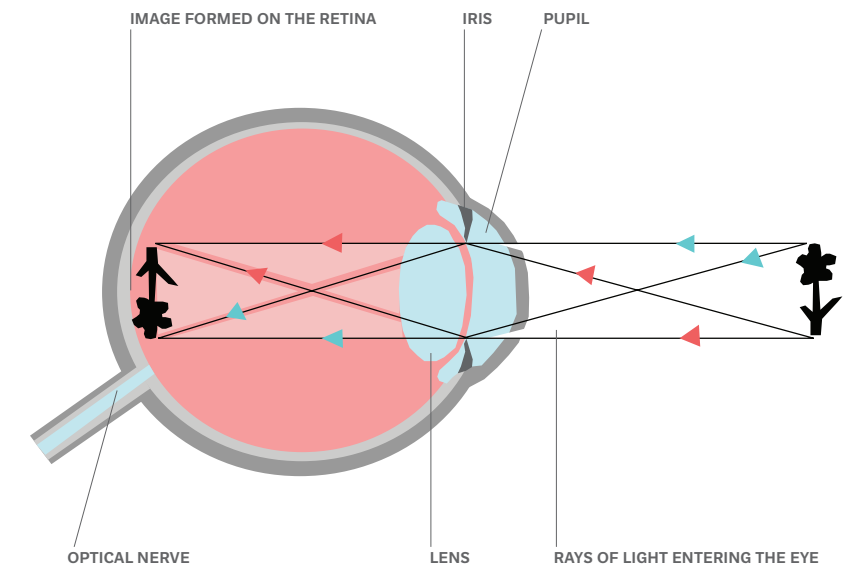 IMAGE FORMED ON THE RETINA
IRIS
PUPIL
OPTICAL NERVE
LENS
RAYS OF LIGHT ENTERING THE EYE